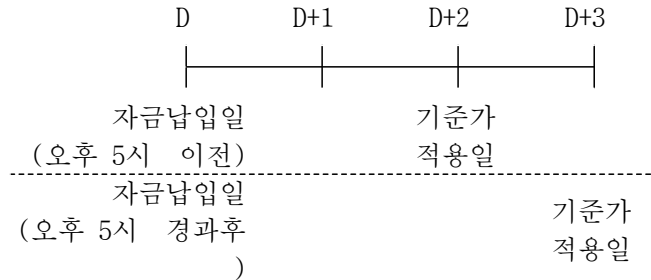 D D+1 D+2 D+3
자금납입일 기준가
(오후 5시 이전) 적용일
자금납입일
(오후 5시 경과후
)
기준가
적용일